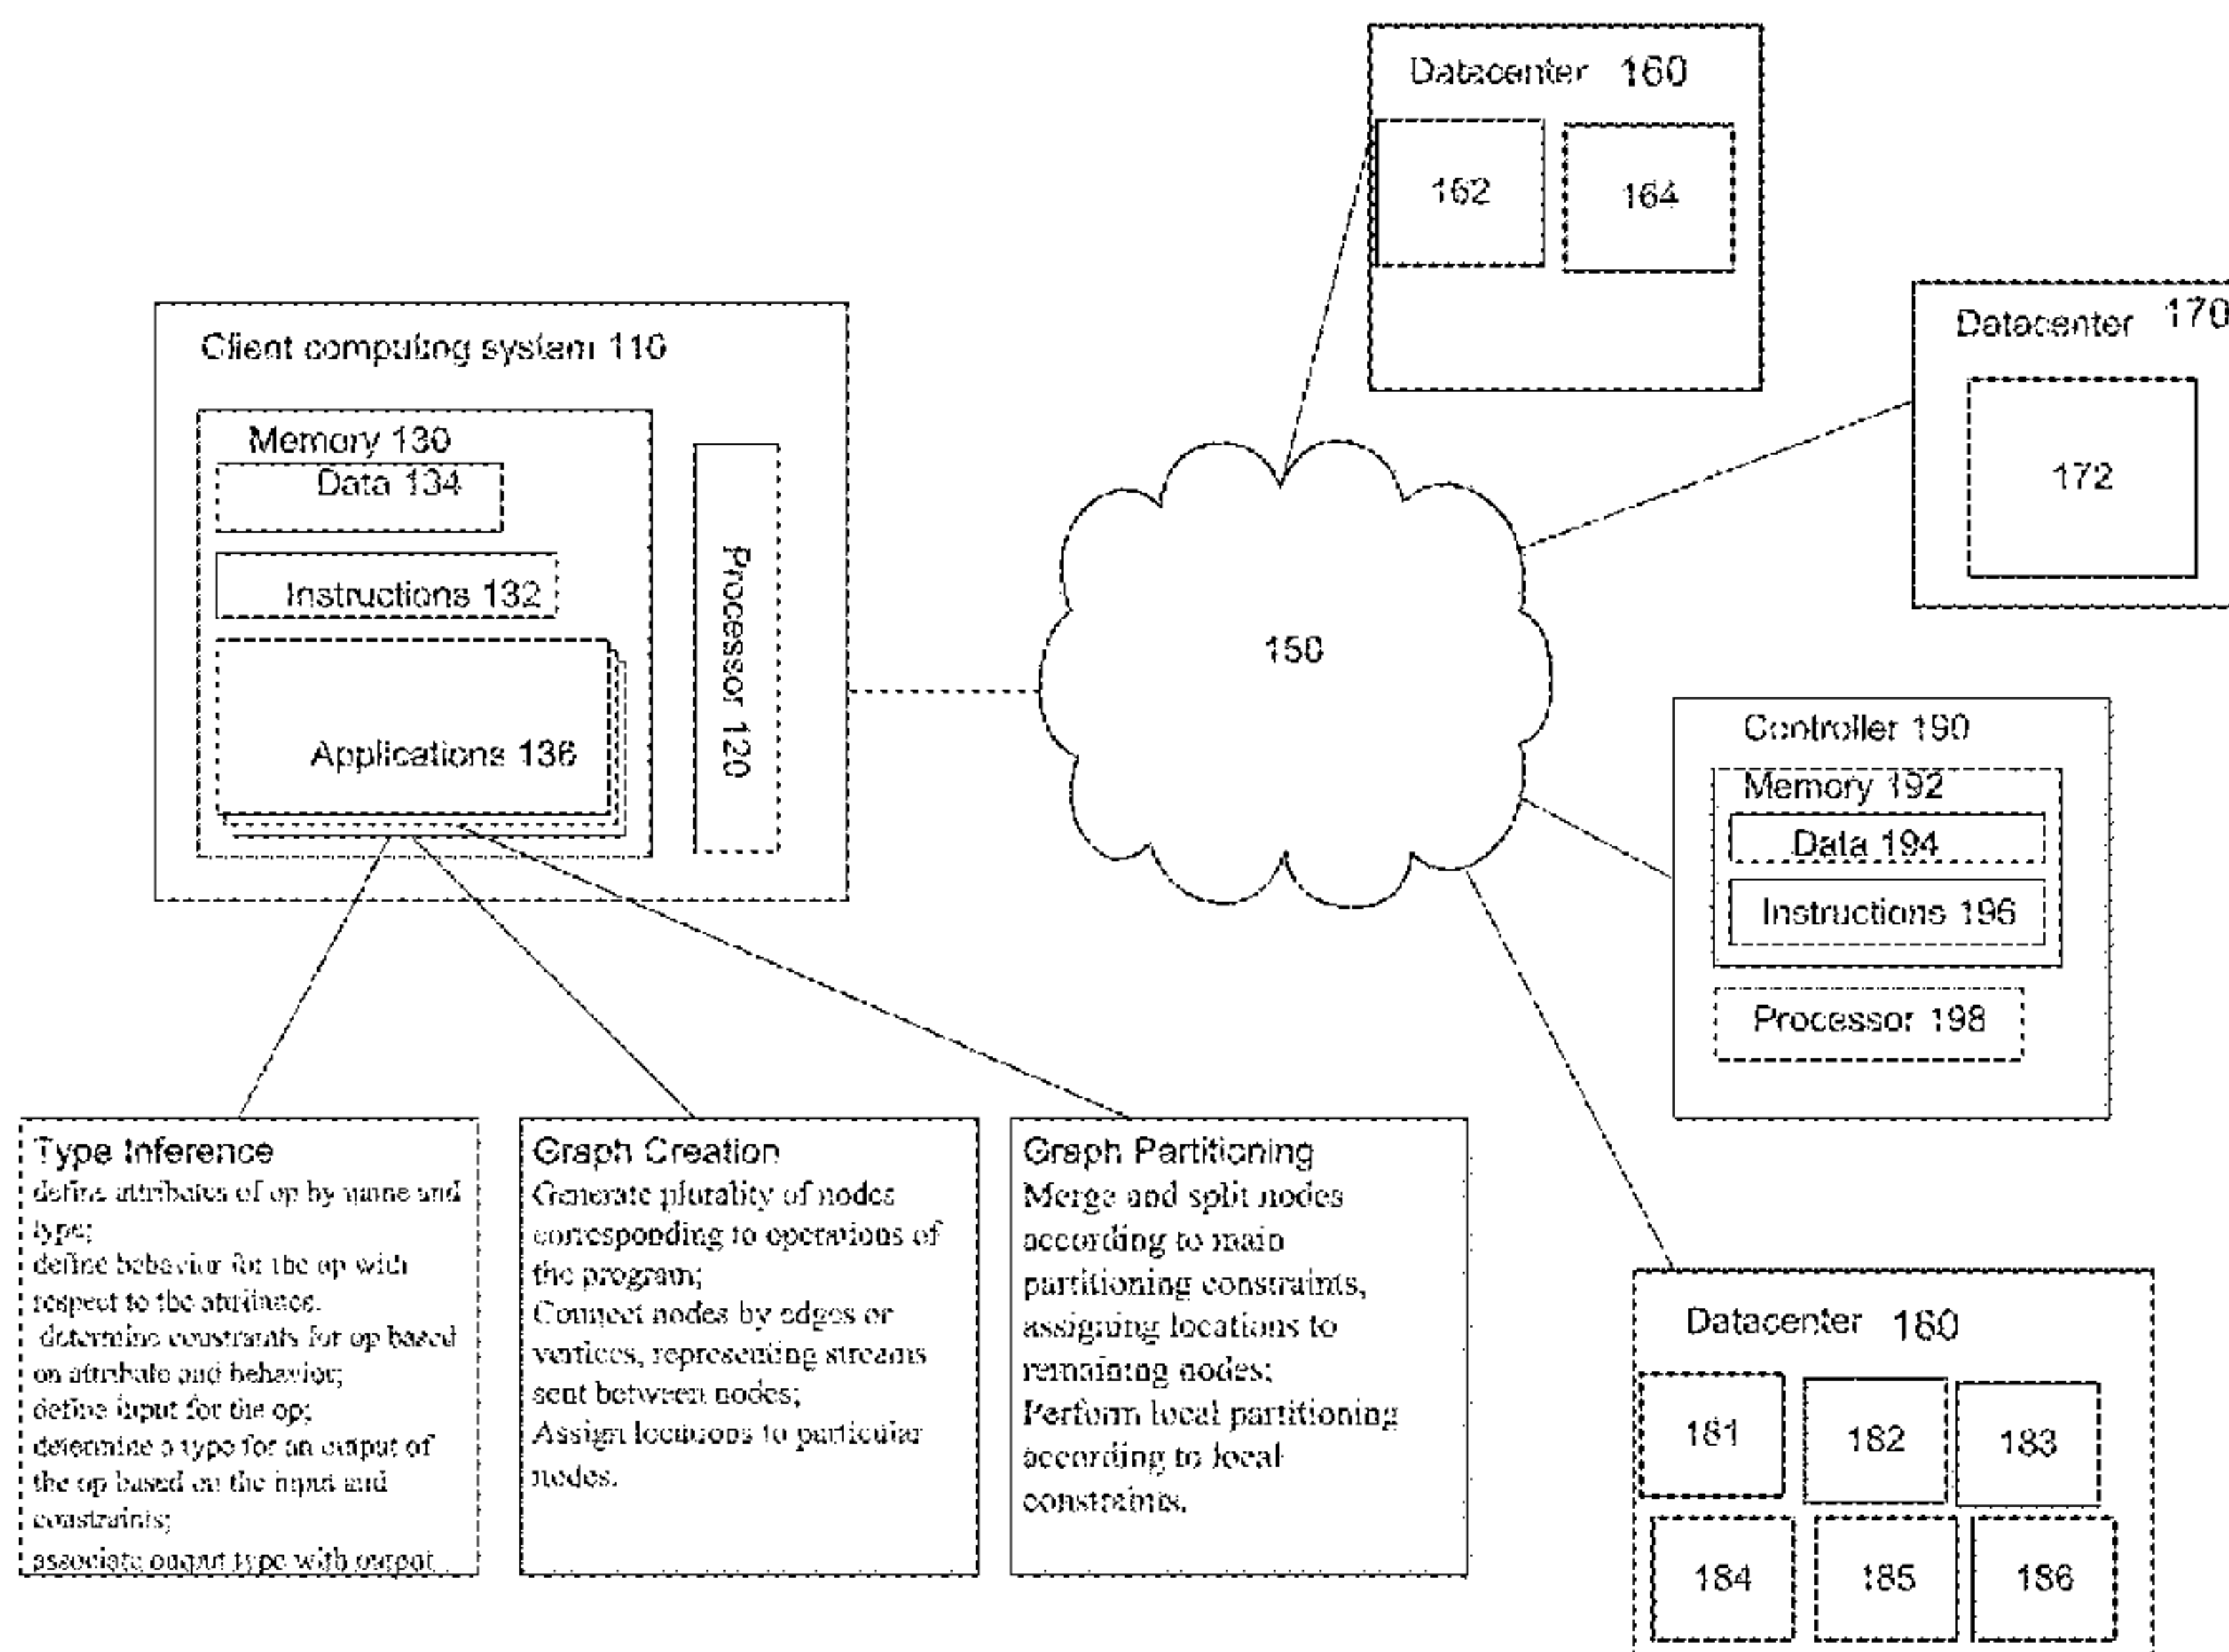 Datacenter 160
162
164
Datacenter 170
172
Client computing system 110
Memory 130
Data 134
Instructions 132
Applications 136
Processor 120
150
Controller 190
Memory 192
Data 194
Instructions 196
Processor 198
Type Inference
define attributes of op by name and
type;
define behavior for the op with
respect to the attributes.
determine constraints for op based
on attribute and behavior;
define input for the op;
determine a type for an output of
the op based on the input and
constraints;
associate output type with output
Graph Creation
Generate plurality of nodes
corresponding to operations of
the program;
Connect nodes by edges or
vertices, representing streams
sent between nodes;
Assign locations to particular
nodes.
Graph Partitioning
Merge and split nodes
according to main
partitioning constraints,
assigning locations to
remaining nodes;
Perform local partitioning
according to local
constraints.
Datacenter 180
181
182
183
184
185
186